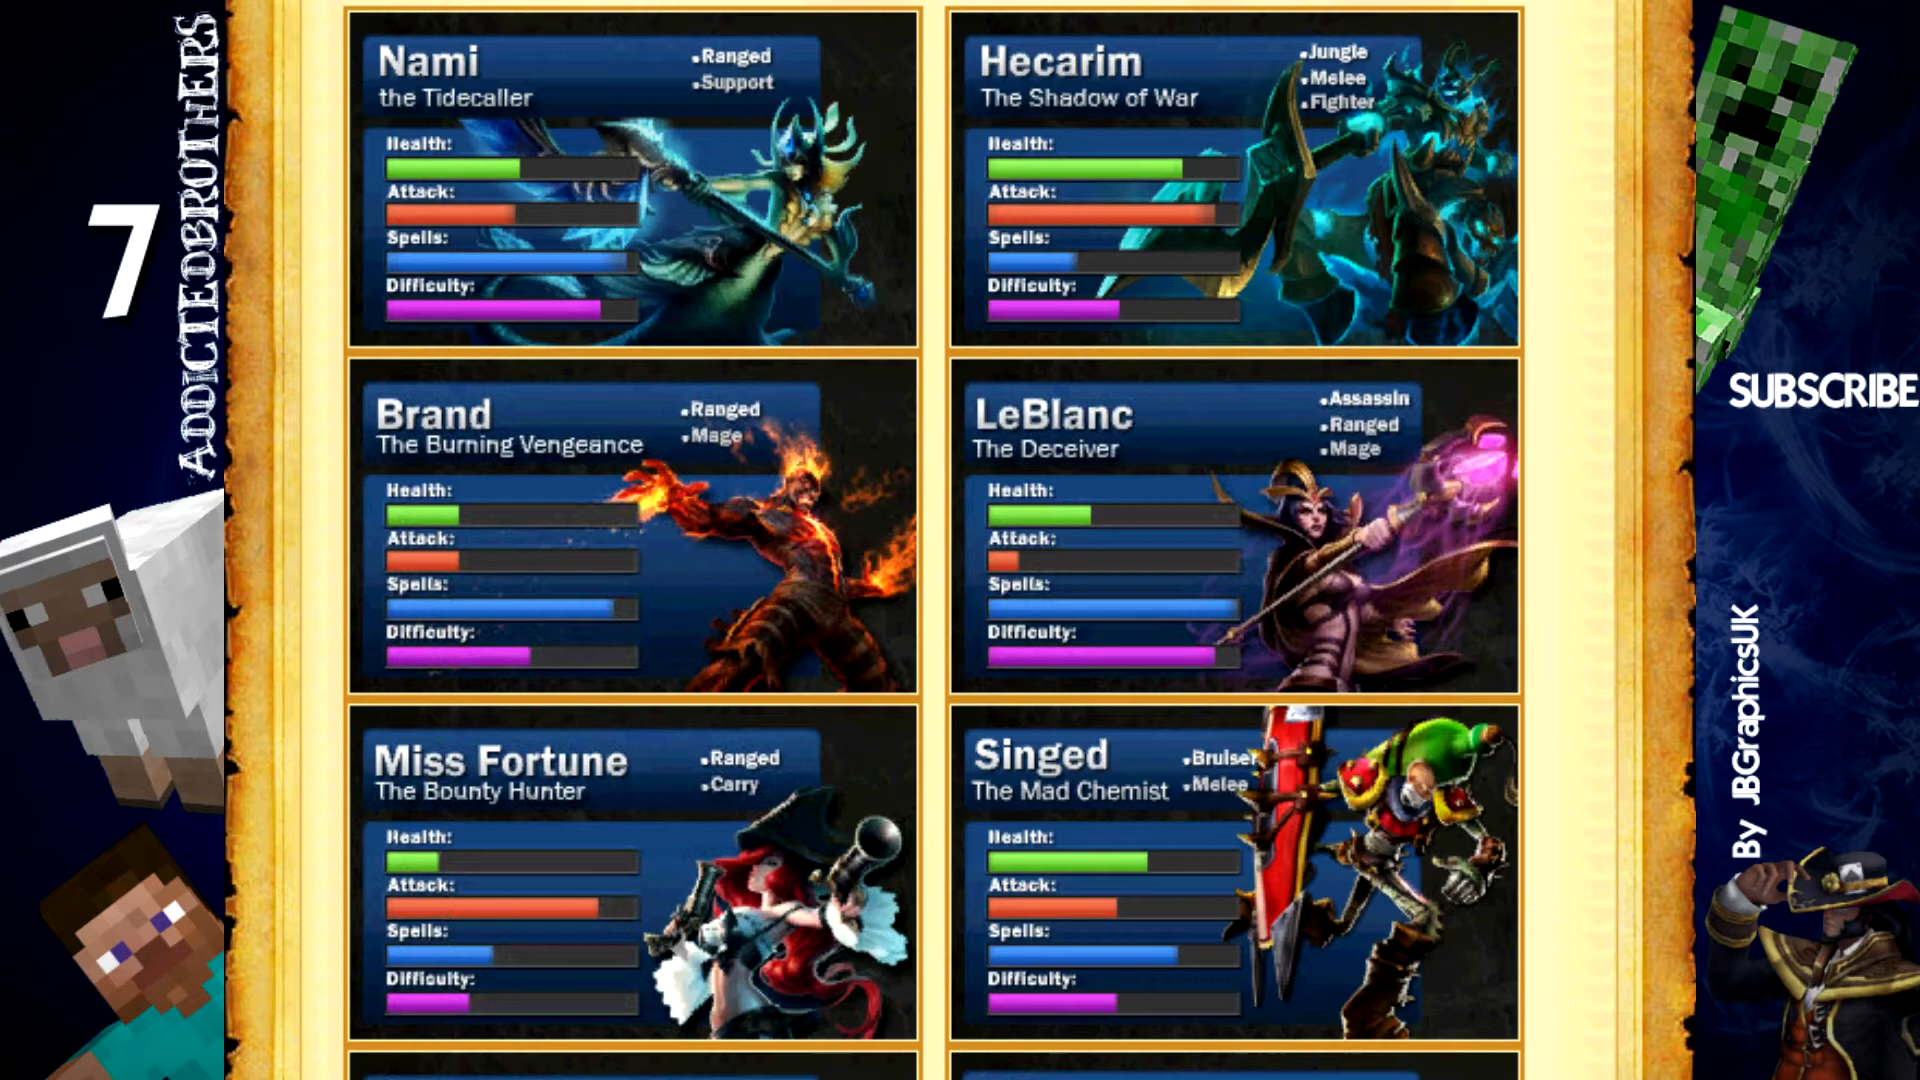 7
ADDICTEDBROTHERS
Nami
the Tidecaller
•Ranged
•Support
Health:
Attack:
Spells:
Difficulty:
Hecarim
The Shadow of War
•Jungle
•Melee
•Fighter
Health:
Attack:
Spells:
Difficulty:
Brand
The Burning Vengeance
•Ranged
•Mage
Health:
Attack:
Spells:
Difficulty:
LeBlanc
The Deceiver
•Assassin
•Ranged
•Mage
Health:
Attack:
Spells:
Difficulty:
Miss Fortune
The Bounty Hunter
•Ranged
•Carry
Health:
Attack:
Spells:
Difficulty:
Singed
The Mad Chemist
•Bruiser
•Melee
Health:
Attack:
Spells:
Difficulty:
SUBSCRIBE
By JBGraphicsUK